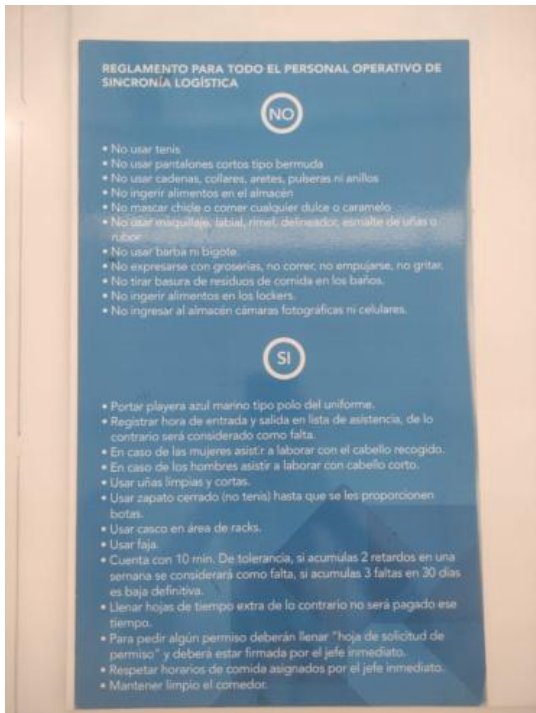 REGLAMENTO PARA TODO EL PERSONAL OPERATIVO DE
SINCRONÍA LOGÍSTICA
NO
• No usar tenis
• No usar pantalones cortos tipo bermuda
• No usar cadenas, collares, aretes, pulseras ni anillos
• No ingerir alimentos en el almacén
• No mascar chicle o comer cualquier dulce o caramelo
• No usar maquillaje, labial, rimel, delineador, esmalte de uñas o
rubor
• No usar barba ni bigote.
• No expresarse con groserías, no correr, no empujarse, no gritar.
• No tirar basura de residuos de comida en los baños.
• No ingerir alimentos en los lockers.
• No ingresar al almacén cámaras fotográficas ni celulares.
SI
• Portar playera azul marino tipo polo del uniforme.
• Registrar hora de entrada y salida en lista de asistencia, de lo
contrario será considerado como falta.
• En caso de las mujeres asistir a laborar con el cabello recogido.
• En caso de los hombres asistir a laborar con cabello corto.
• Usar uñas limpias y cortas.
• Usar zapato cerrado (no tenis) hasta que se les proporcionen
botas.
• Usar casco en área de racks.
• Usar faja.
• Cuenta con 10 min. De tolerancia, si acumulas 2 retardos en una
semana se considerará como falta, si acumulas 3 faltas en 30 días
es baja definitiva.
• Llenar hojas de tiempo extra de lo contrario no será pagado ese
tiempo.
• Para pedir algún permiso deberán llenar "hoja de solicitud de
permiso" y deberá estar firmada por el jefe inmediato.
• Respetar horarios de comida asignados por el jefe inmediato.
• Mantener limpio el comedor.